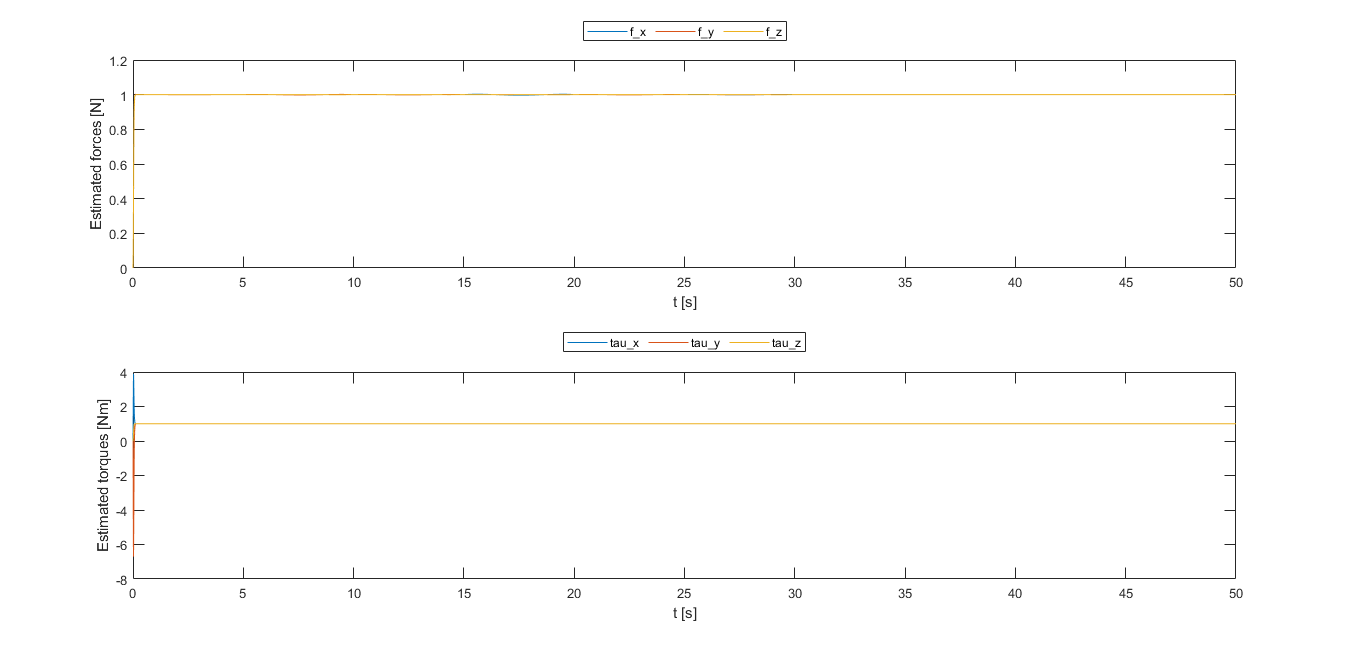 f_x f_y f_z
1.2
1
0.8
0.6
0.4
0.2
0
Estimated forces [N]
0 5 10 15 20 25 30 35 40 45 50
t [s]
tau_x tau_y tau_z
4
2
0
-2
-4
-6
-8
Estimated torques [Nm]
0 5 10 15 20 25 30 35 40 45 50
t [s]